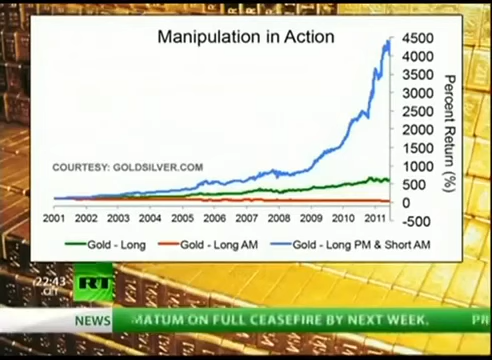 Manipulation in Action
4500
4000
3500
3000
2500
2000
1500
1000
500
0
-500
Percent Return (%)
COURTESY: GOLDSILVER.COM
2001 2002 2003 2004 2005 2006 2007 2008 2009 2010 2011
Gold - Long Gold - Long AM Gold - Long PM & Short AM
22:43
RT
NEWS MATUM ON FULL CEASEFIRE BY NEXT WEEK.